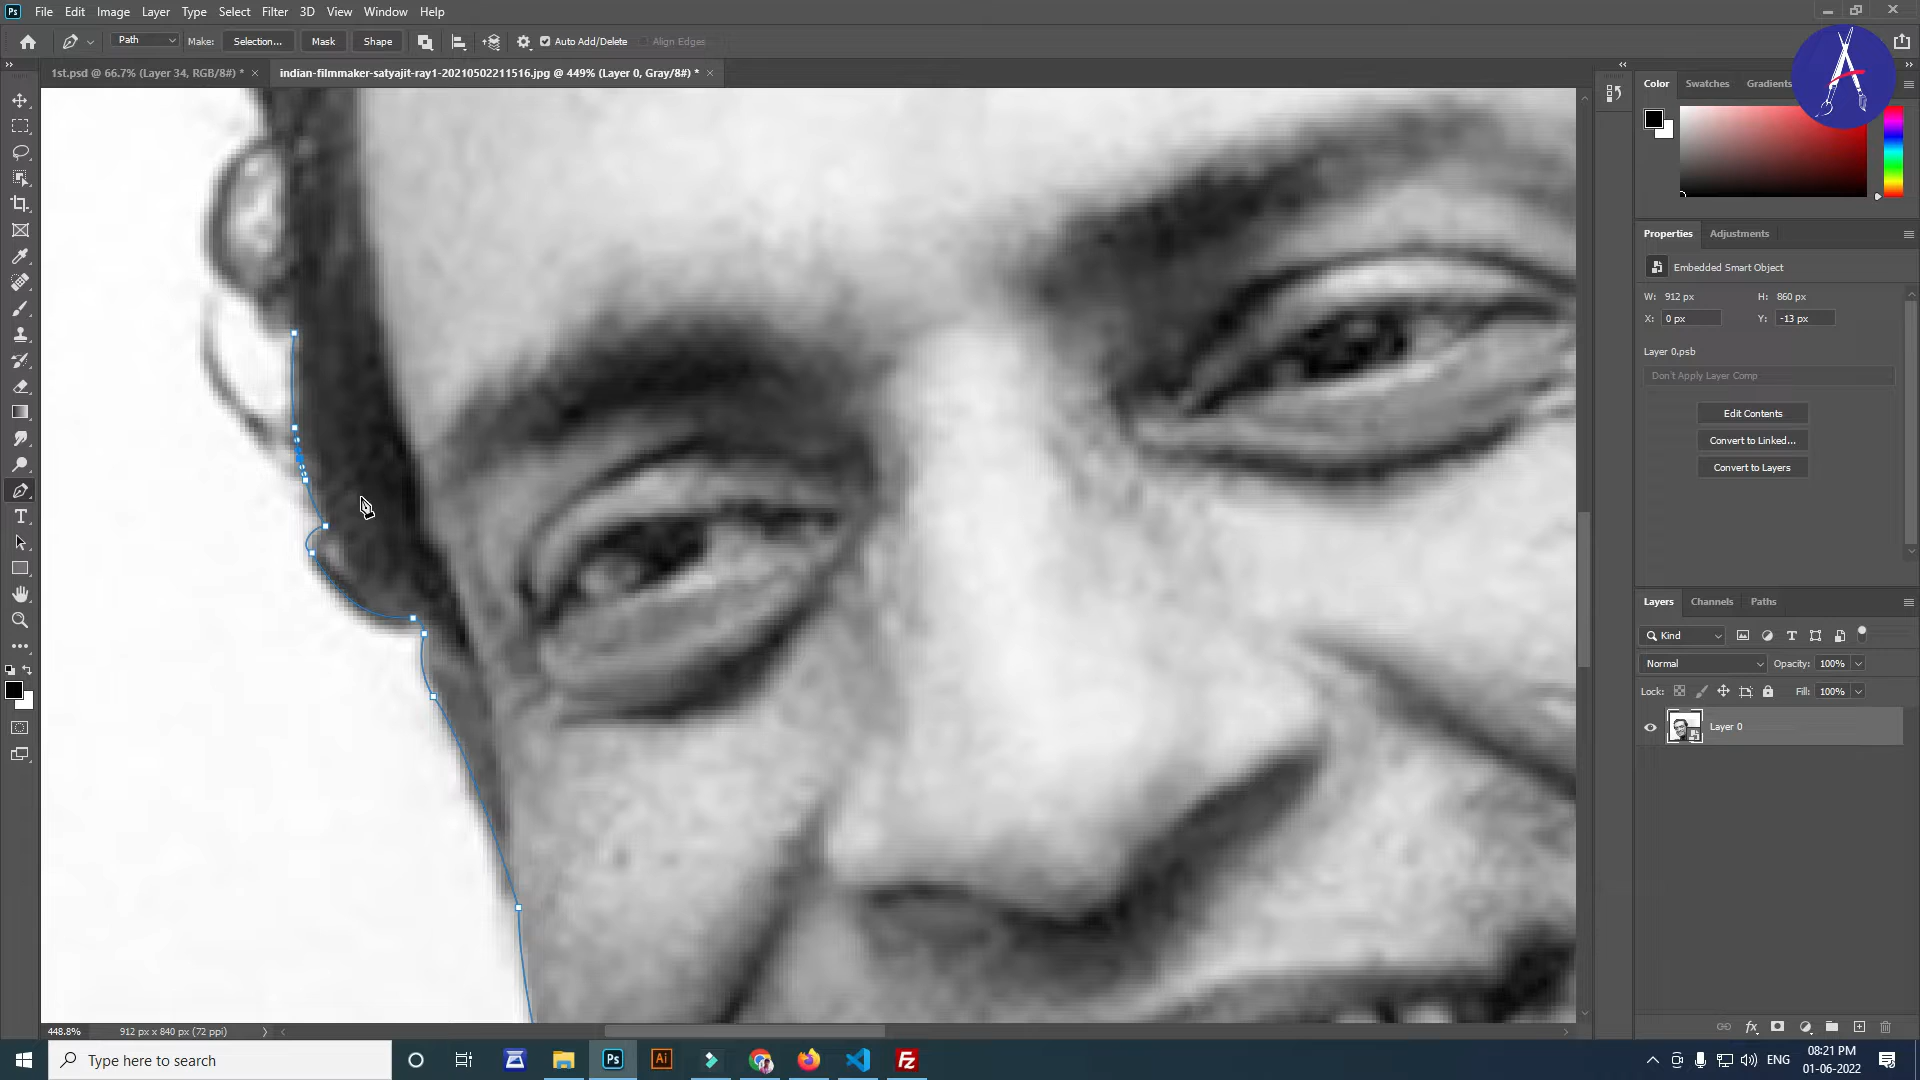 Ps File Edit Image Layer Type Select Filter 3D View Window Help
Path Make: Selection... Mask Shape Auto Add/Delete Align Edges
1st.psd @ 66.7% (Layer 34, RGB/8#) * indian-filmmaker-satyajit-ray1-20210502211516.jpg @ 449% (Layer 0, Gray/8#) *
Color Swatches Gradients
Properties Adjustments
Embedded Smart Object
W: 912 px H: 860 px
X: 0 px Y: -13 px
Layer 0.psb
Don't Apply Layer Comp
Edit Contents
Convert to Linked...
Convert to Layers
Layers Channels Paths
Kind
Normal Opacity: 100%
Lock: Fill: 100%
Layer 0
fx
448.8% 912 px x 840 px (72 ppi)
Type here to search
Ps Ai Fz
ENG
08:21 PM
01-06-2022